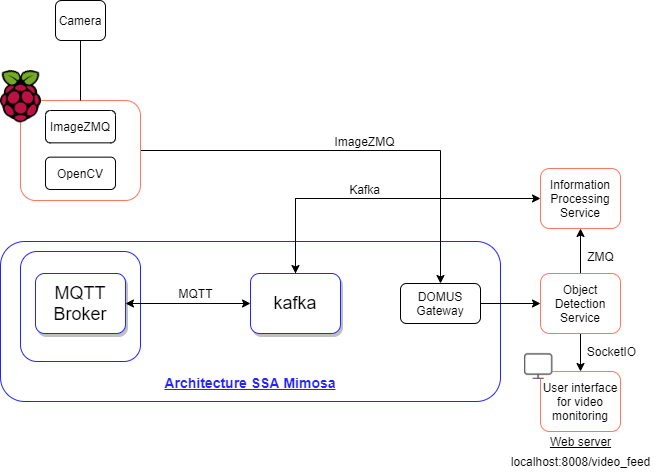 Camera
ImageZMQ
OpenCV
ImageZMQ
Kafka
Information
Processing
Service
ZMQ
MQTT
Broker
MQTT
kafka
DOMUS
Gateway
Object
Detection
Service
SocketIO
Architecture SSA Mimosa
User interface
for video
monitoring
Web server
localhost:8008/video_feed